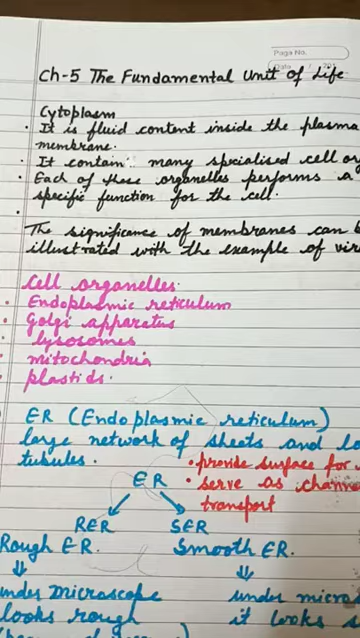 Page No.
Date
Ch-5 The Fundamental Unit of Life
Cytoplasm
· It is fluid content inside the plasma
membrane.
· It contain many specialised cell
· Each of these organelles performs a
specific function for the cell.
The significance of membranes can
illustrated with the example of
Cell organelles.
· Endoplasmic reticulum
· Golgi apparatus
· lysosomes
· mitochondria
· plastids.
ER (Endoplasmic reticulum)
large network of sheets and
tubules.
• provide surface for
ER
• serve as
transport
RER SER
Rough ER. Smooth ER.
under microscope under
looks rough it looks